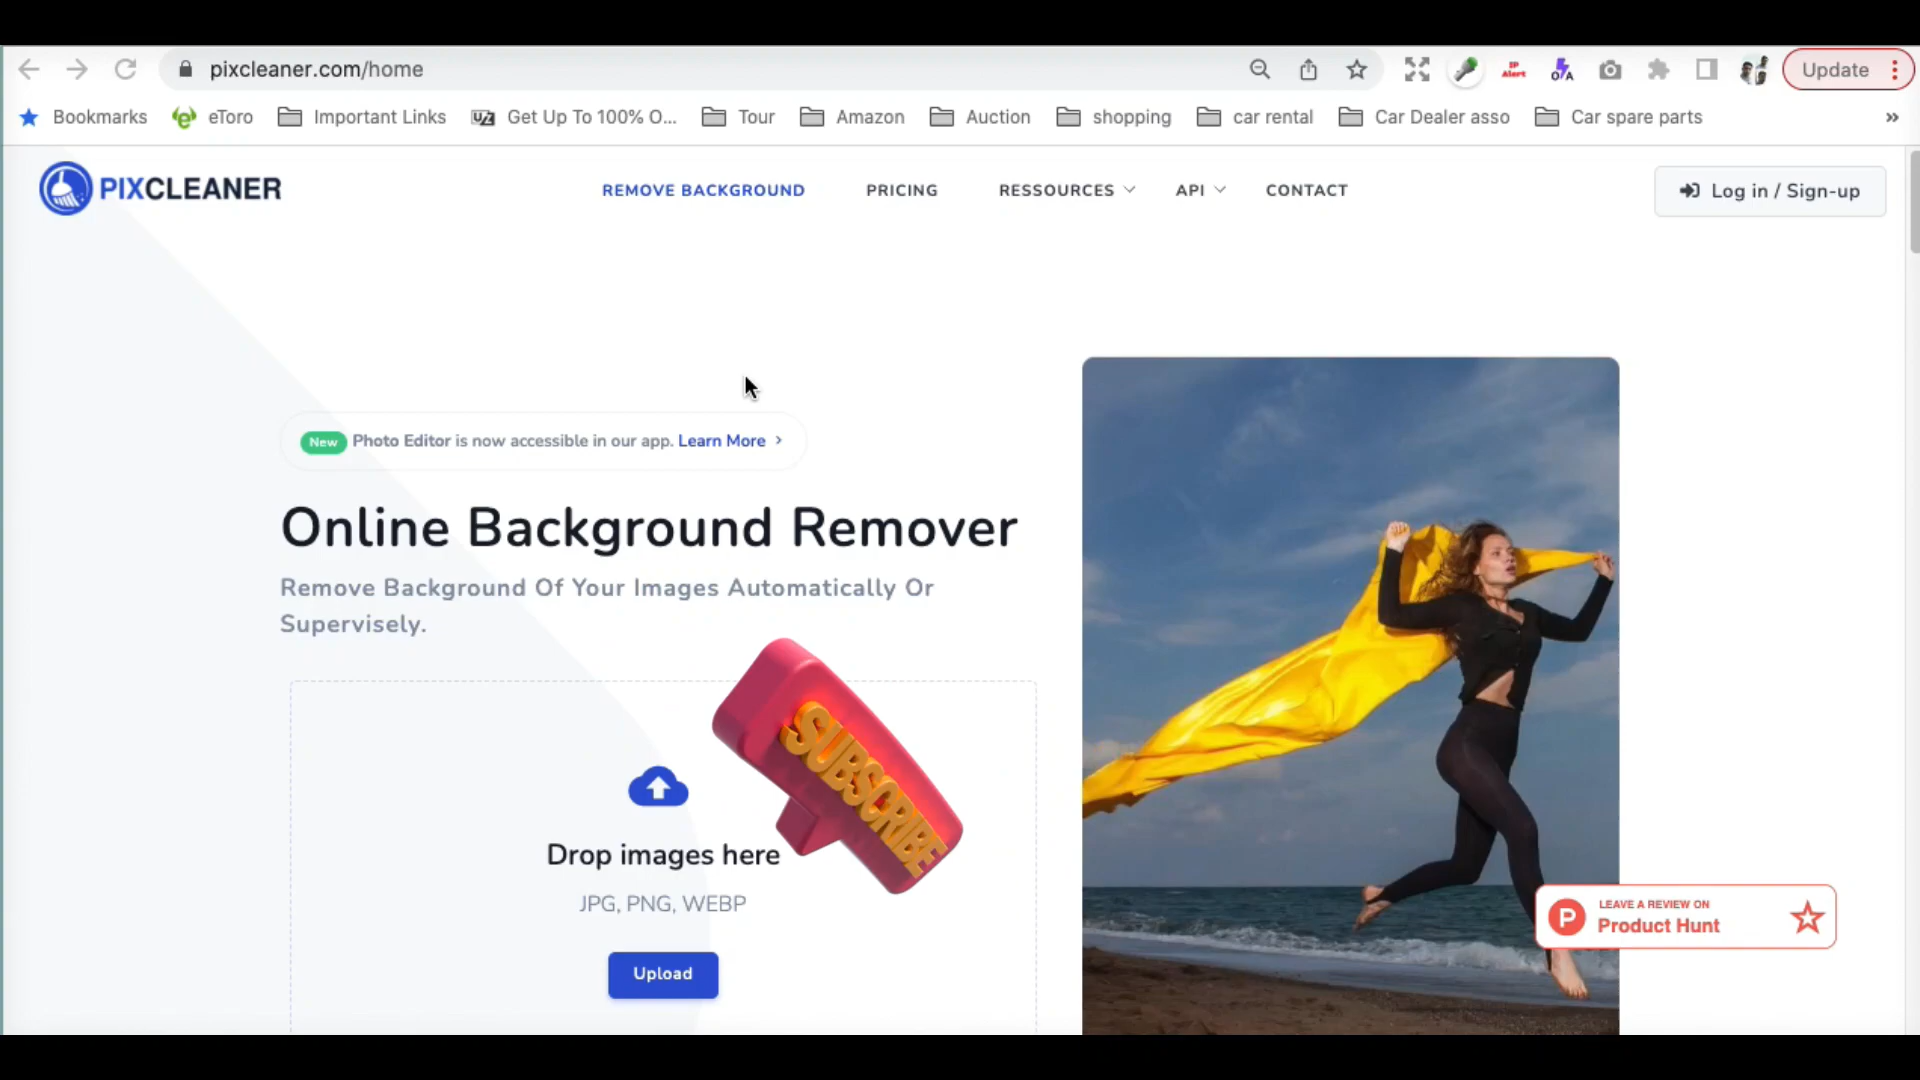 pixcleaner.com/home
IP Alert
O/A
Update
Bookmarks
eToro
Important Links
Get Up To 100% O...
Tour
Amazon
Auction
shopping
car rental
Car Dealer asso
Car spare parts
»
PIXCLEANER
REMOVE BACKGROUND
PRICING
RESSOURCES
API
CONTACT
Log in / Sign-up
New Photo Editor is now accessible in our app. Learn More >
Online Background Remover
Remove Background Of Your Images Automatically Or
Supervisely.
SUBSCRIBE
Drop images here
JPG, PNG, WEBP
Upload
P
LEAVE A REVIEW ON
Product Hunt